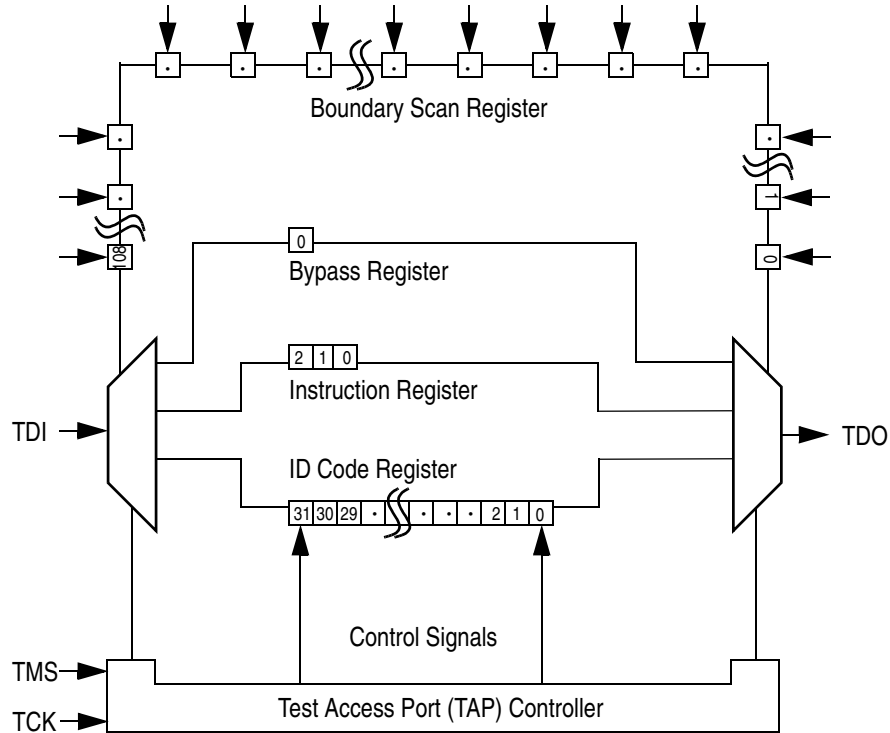 Boundary Scan Register
108
1
0
0
Bypass Register
2 1 0
Instruction Register
TDI
TDO
ID Code Register
31 30 29 · · · · · 2 1 0
Control Signals
TMS
TCK
Test Access Port (TAP) Controller